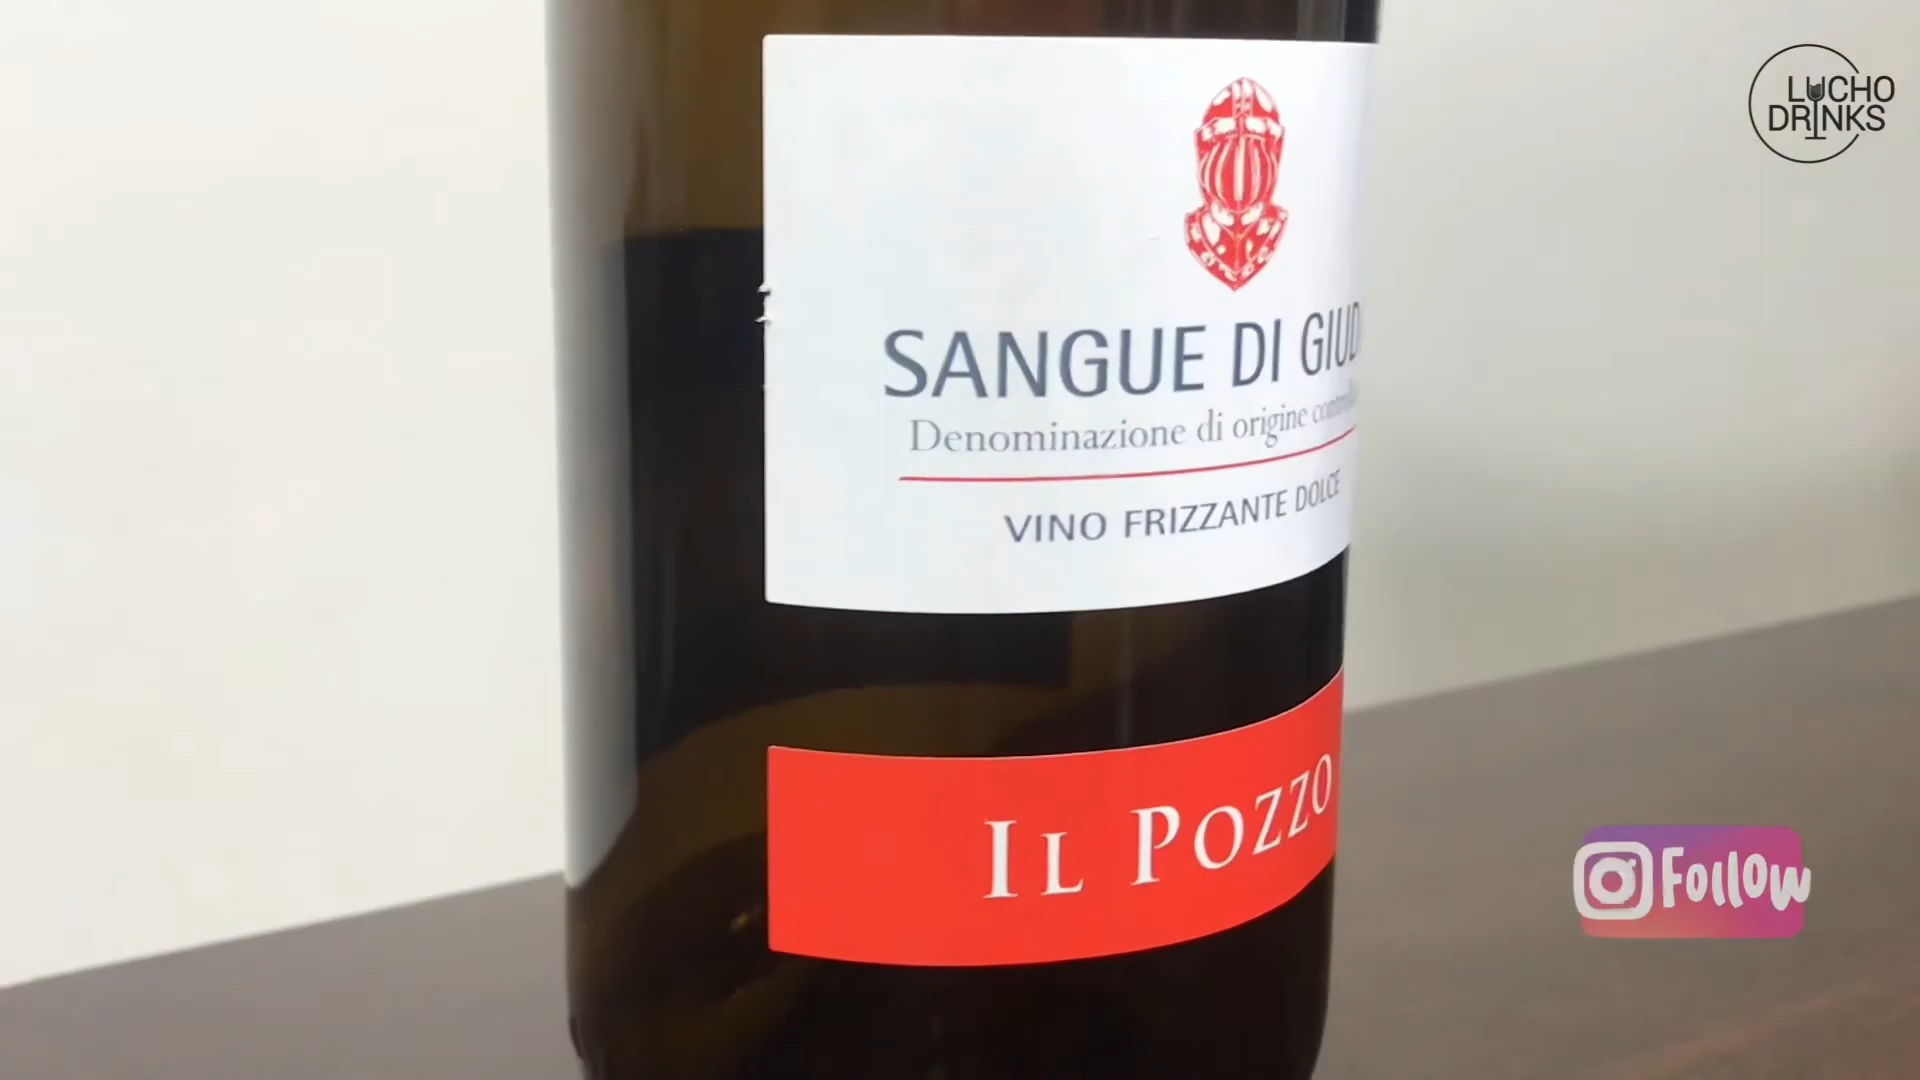 LUCHO
DRINKS
SANGUE DI GIUD
Denominazione di origine
VINO FRIZZANTE DOLCE
IL POZZO
Follow